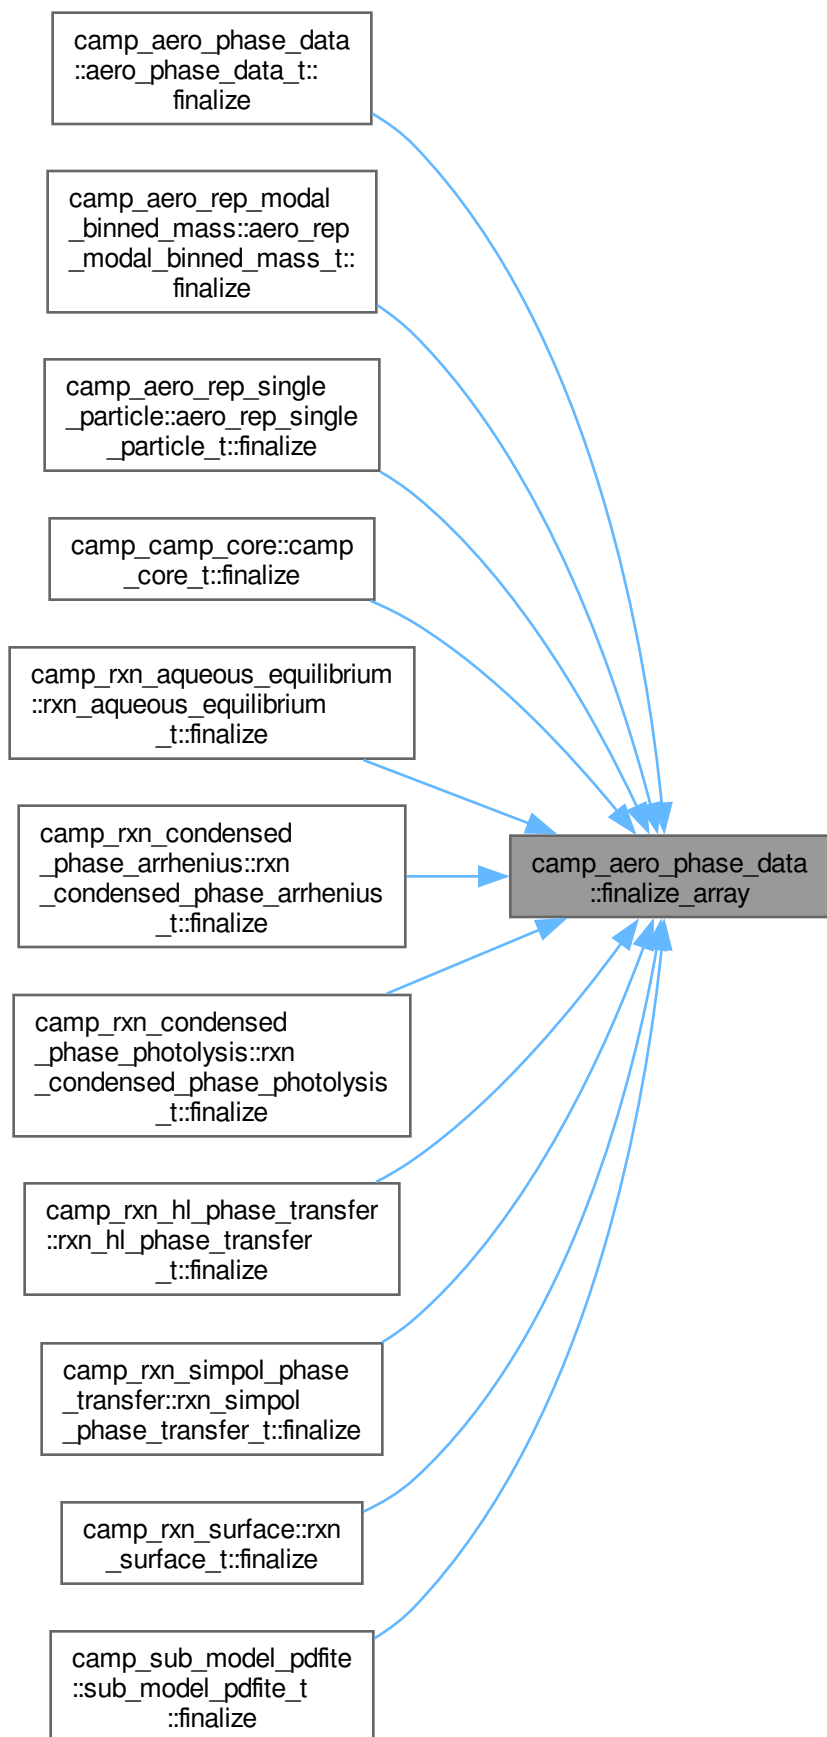 camp_aero_phase_data
::aero_phase_data_t::
finalize
camp_aero_rep_modal
_binned_mass::aero_rep
_modal_binned_mass_t::
finalize
camp_aero_rep_single
_particle::aero_rep_single
_particle_t::finalize
camp_camp_core::camp
_core_t::finalize
camp_rxn_aqueous_equilibrium
::rxn_aqueous_equilibrium
_t::finalize
camp_rxn_condensed
_phase_arrhenius::rxn
_condensed_phase_arrhenius
_t::finalize
camp_aero_phase_data
::finalize_array
camp_rxn_condensed
_phase_photolysis::rxn
_condensed_phase_photolysis
_t::finalize
camp_rxn_hl_phase_transfer
::rxn_hl_phase_transfer
_t::finalize
camp_rxn_simpol_phase
_transfer::rxn_simpol
_phase_transfer_t::finalize
camp_rxn_surface::rxn
_surface_t::finalize
camp_sub_model_pdfite
::sub_model_pdfite_t
::finalize